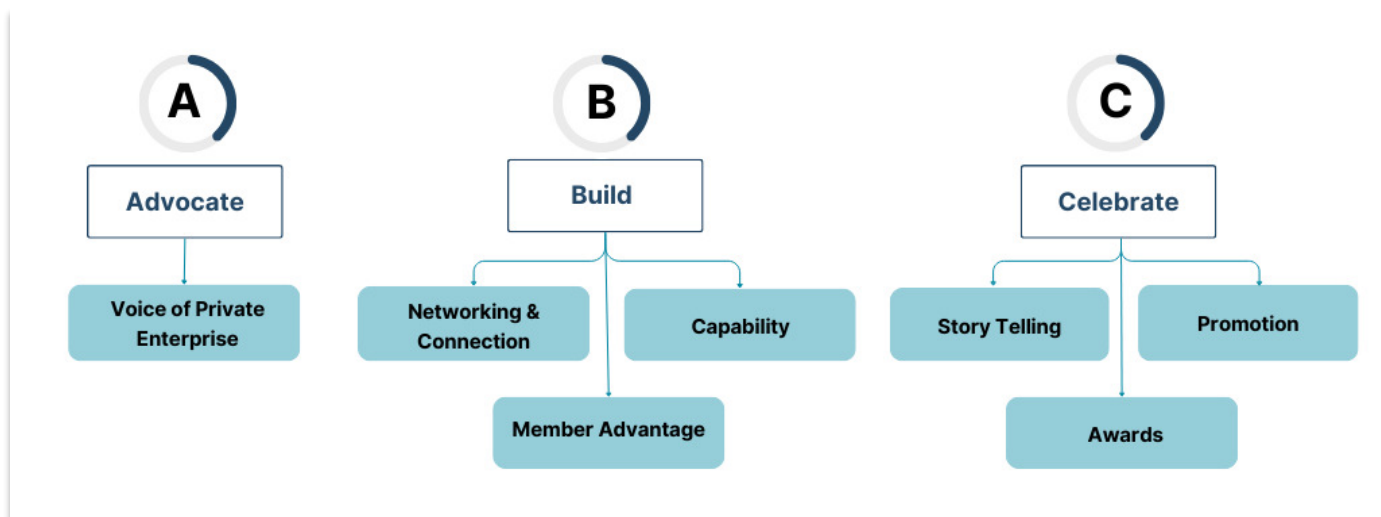 A
Advocate
Voice of Private
Enterprise
B
Build
Networking &
Connection
Capability
Member Advantage
C
Celebrate
Story Telling
Promotion
Awards